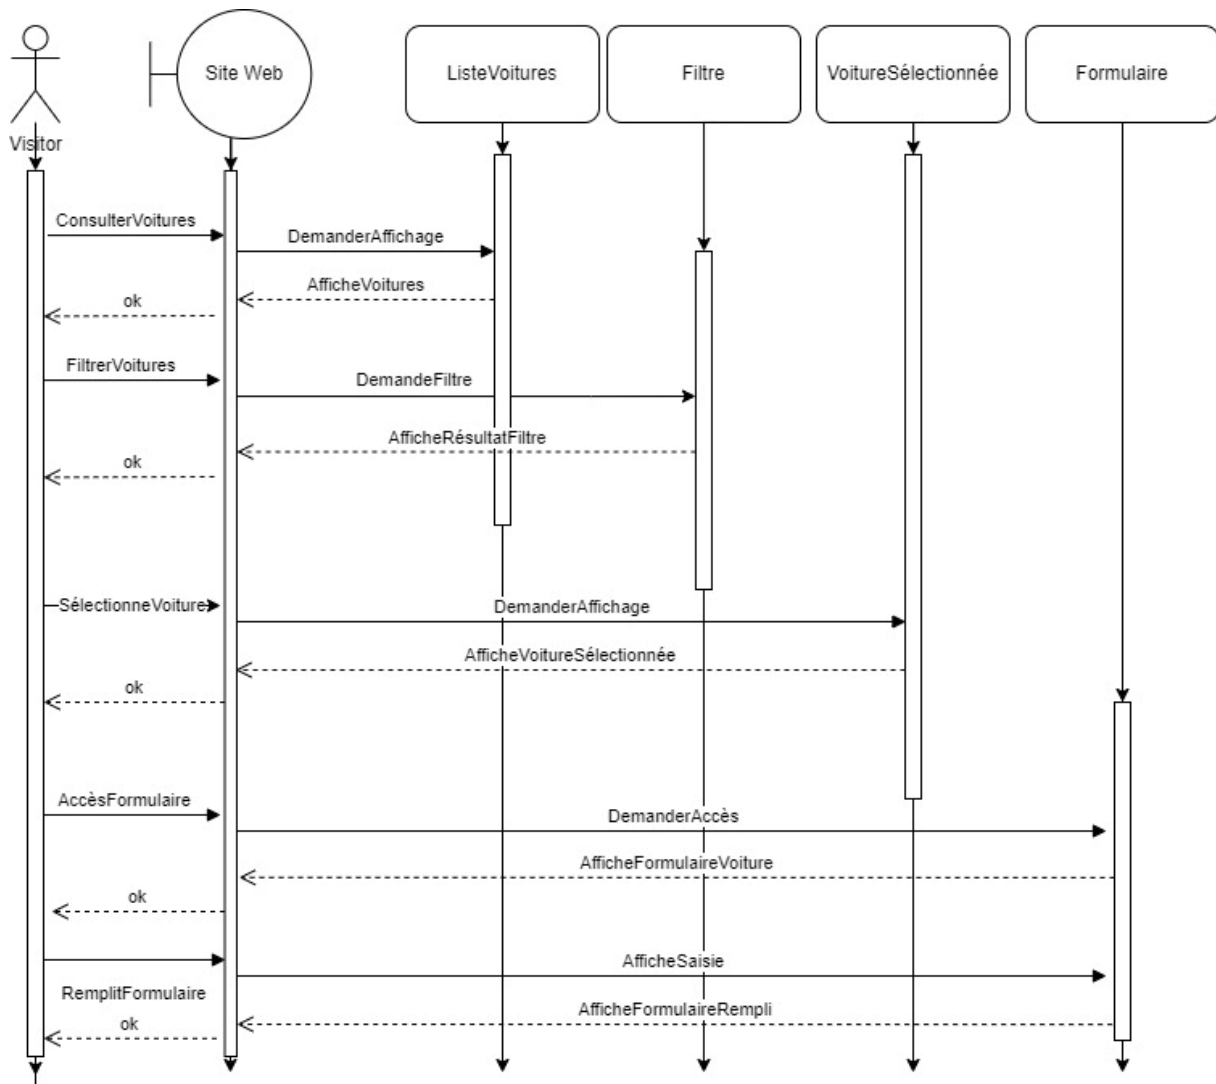 Visitor
Site Web
ListeVoitures
Filtre
VoitureSélectionnée
Formulaire
ConsulterVoitures
DemanderAffichage
AfficheVoitures
ok
FiltrerVoitures
DemandeFiltre
AfficheRésultatFiltre
ok
SélectionneVoiture
DemanderAffichage
AfficheVoitureSélectionnée
ok
AccèsFormulaire
DemanderAccès
AfficheFormulaireVoiture
ok
AfficheSaisie
RemplitFormulaire
AfficheFormulaireRempli
ok